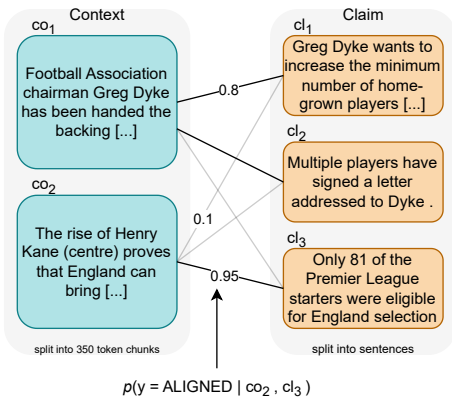 Context
co1
Football Association
chairman Greg Dyke
has been handed the
backing [...]
co2
The rise of Henry
Kane (centre) proves
that England can
bring [...]
split into 350 token chunks
0.8
0.1
0.95
Claim
cl1
Greg Dyke wants to
increase the minimum
number of home-
grown players [...]
cl2
Multiple players have
signed a letter
addressed to Dyke .
cl3
Only 81 of the
Premier League
starters were eligible
for England selection
split into sentences
p(y = ALIGNED | co2 , cl3 )